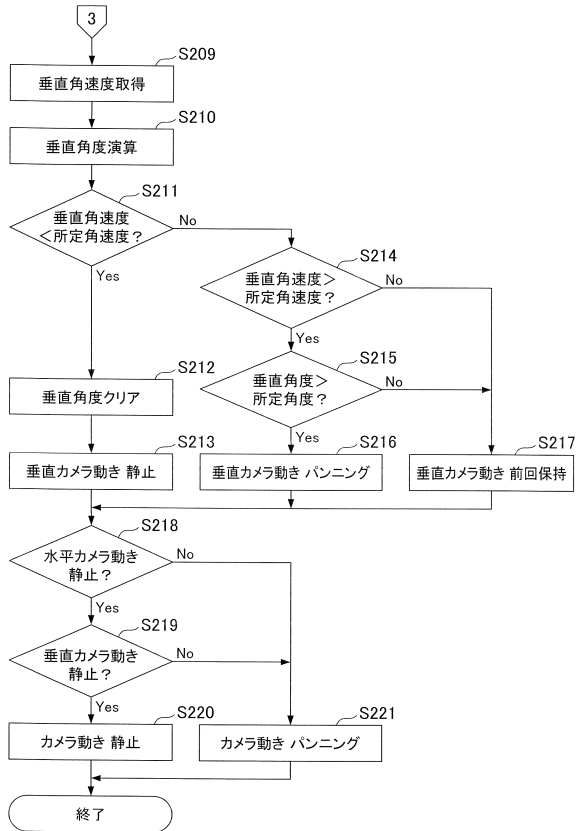 3
S209
垂直角速度取得
S210
垂直角度演算
S211
垂直角速度
＜所定角速度？
No
Yes
S214
垂直角速度＞
所定角速度？
No
Yes
S215
垂直角度＞
所定角度？
No
Yes
S212
垂直角度クリア
S213
垂直カメラ動き 静止
S216
垂直カメラ動き パンニング
S217
垂直カメラ動き 前回保持
S218
水平カメラ動き
静止？
No
Yes
S219
垂直カメラ動き
静止？
No
Yes
S220
カメラ動き 静止
S221
カメラ動き パンニング
終了